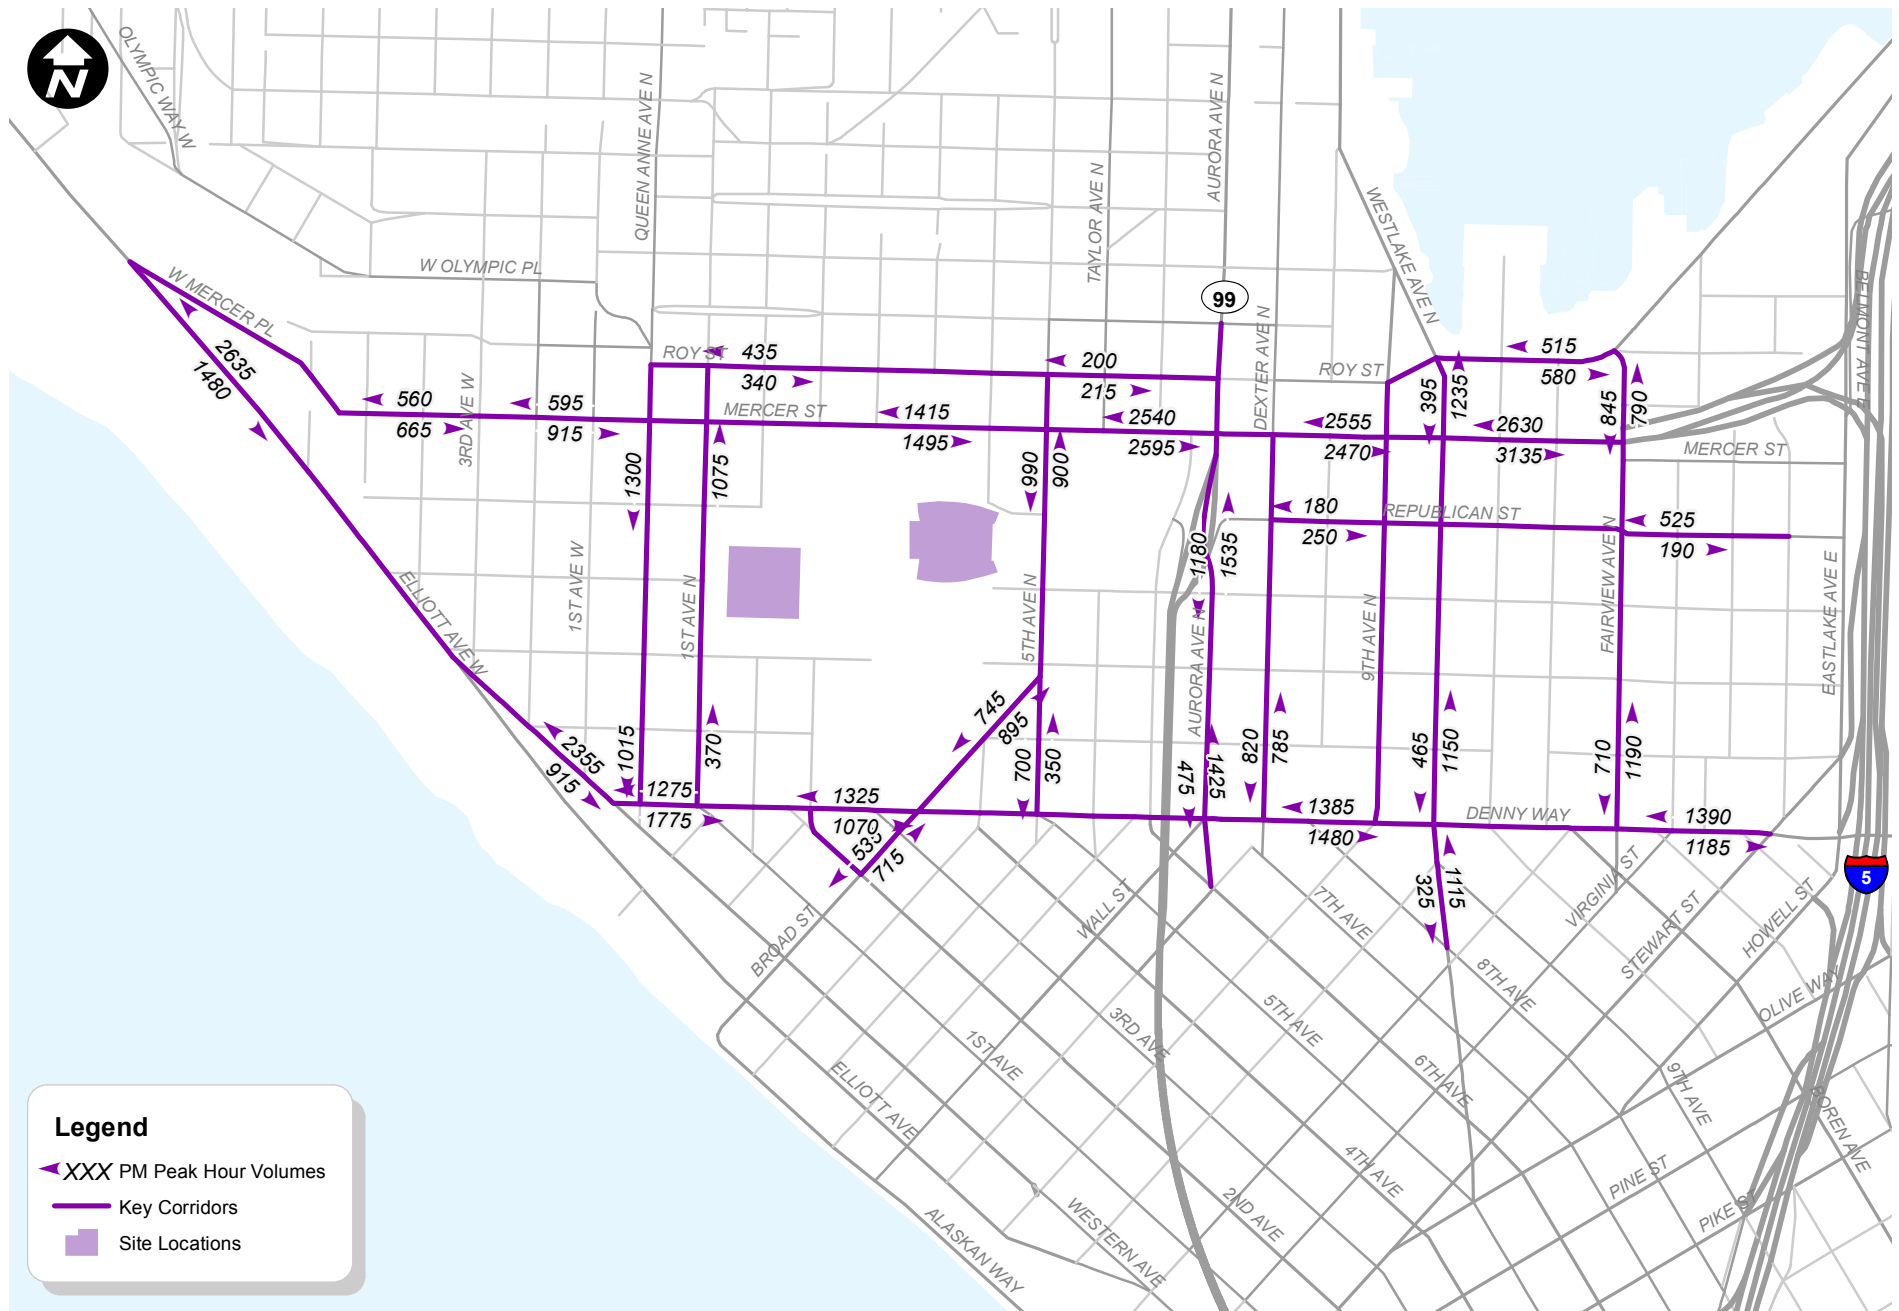 N
OLYMPIC WAY W
QUEEN ANNE AVE N
TAYLOR AVE N
AURORA AVE N
WESTLAKE AVE N
BELMONT AVE E
W OLYMPIC PL
W MERCER PL
99
DEXTER AVE N
ROY ST
435
340
200
215
ROY ST
515
580
395
1235
845
790
2635
1480
3RD AVE W
560
665
595
915
MERCER ST
1415
1495
2540
2595
2555
2470
2630
3135
MERCER ST
1300
1075
990
900
180
250
REPUBLICAN ST
525
190
1180
1535
ELLIOTT AVE W
1ST AVE W
1ST AVE N
5TH AVE N
AURORA AVE N
9TH AVE N
FAIRVIEW AVE N
EASTLAKE AVE E
745
895
2355
915
1015
370
700
350
475
1425
820
785
465
1150
710
1190
1275
1775
1325
1070
1385
1480
DENNY WAY
1390
1185
715
325
1115
5
BROAD ST
WALL ST
7TH AVE
8TH AVE
VIRGINIA ST
STEWART ST
HOWELL ST
OLIVE WAY
1ST AVE
3RD AVE
5TH AVE
6TH AVE
9TH AVE
BOREN AVE
ELLIOTT AVE
4TH AVE
2ND AVE
WESTERN AVE
ALASKAN WAY
PINE ST
PIKE ST
Legend
XXX PM Peak Hour Volumes
Key Corridors
Site Locations